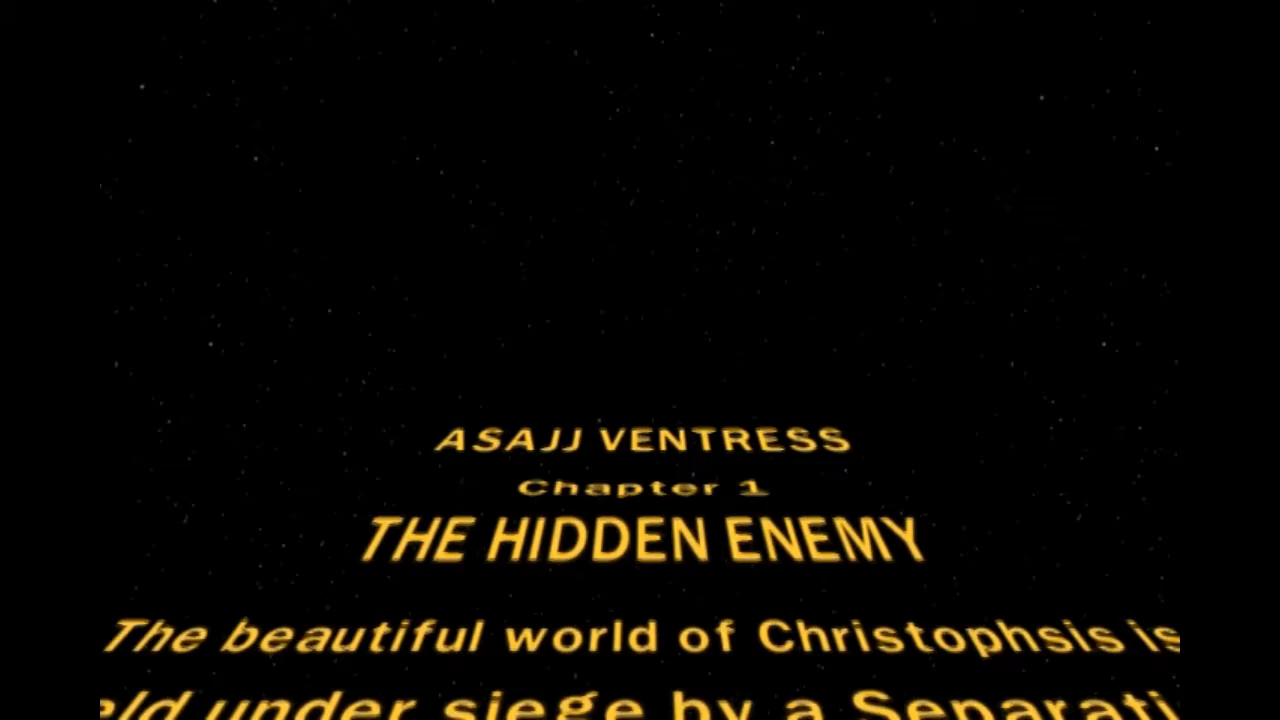 ASAJJ VENTRESS
Chapter 1
THE HIDDEN ENEMY
The beautiful world of Christophsis is
under siege by a